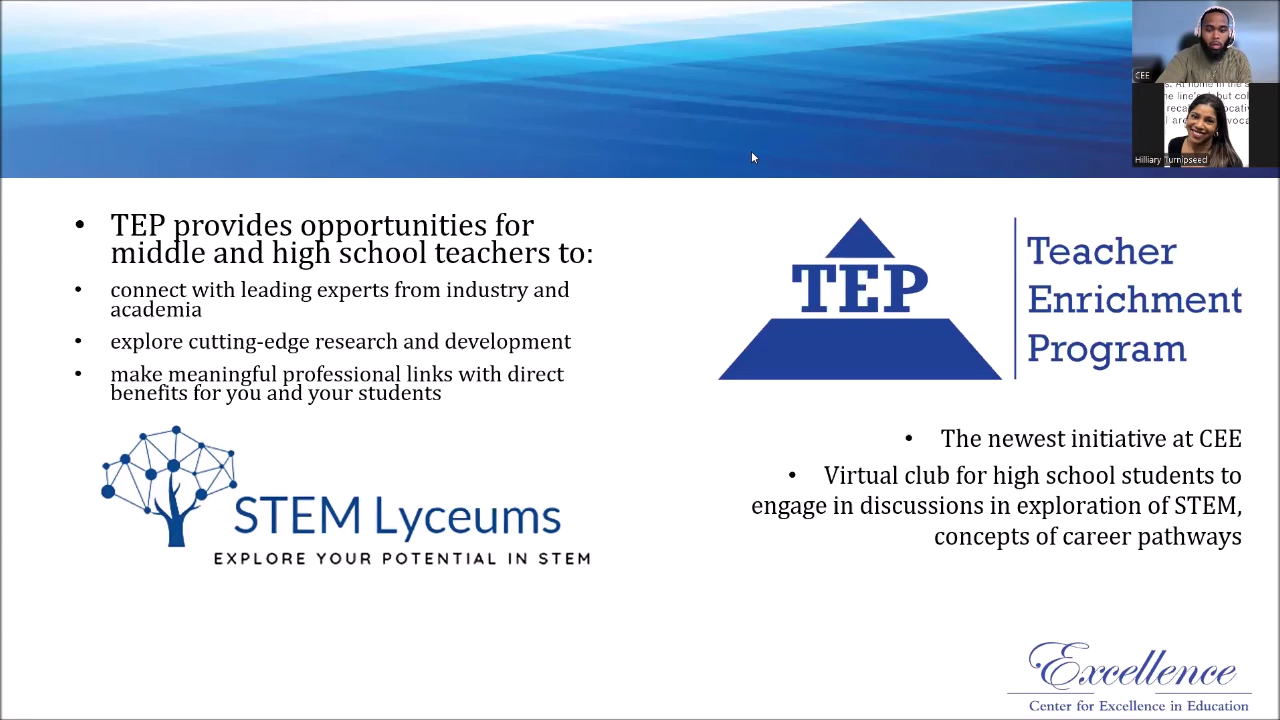 CEE
Hilliary Turnipseed
• TEP provides opportunities for
middle and high school teachers to:
• connect with leading experts from industry and
academia
• explore cutting-edge research and development
• make meaningful professional links with direct
benefits for you and your students
TEP
Teacher
Enrichment
Program
STEM Lyceums
EXPLORE YOUR POTENTIAL IN STEM
• The newest initiative at CEE
• Virtual club for high school students to
engage in discussions in exploration of STEM,
concepts of career pathways
Excellence
Center for Excellence in Education